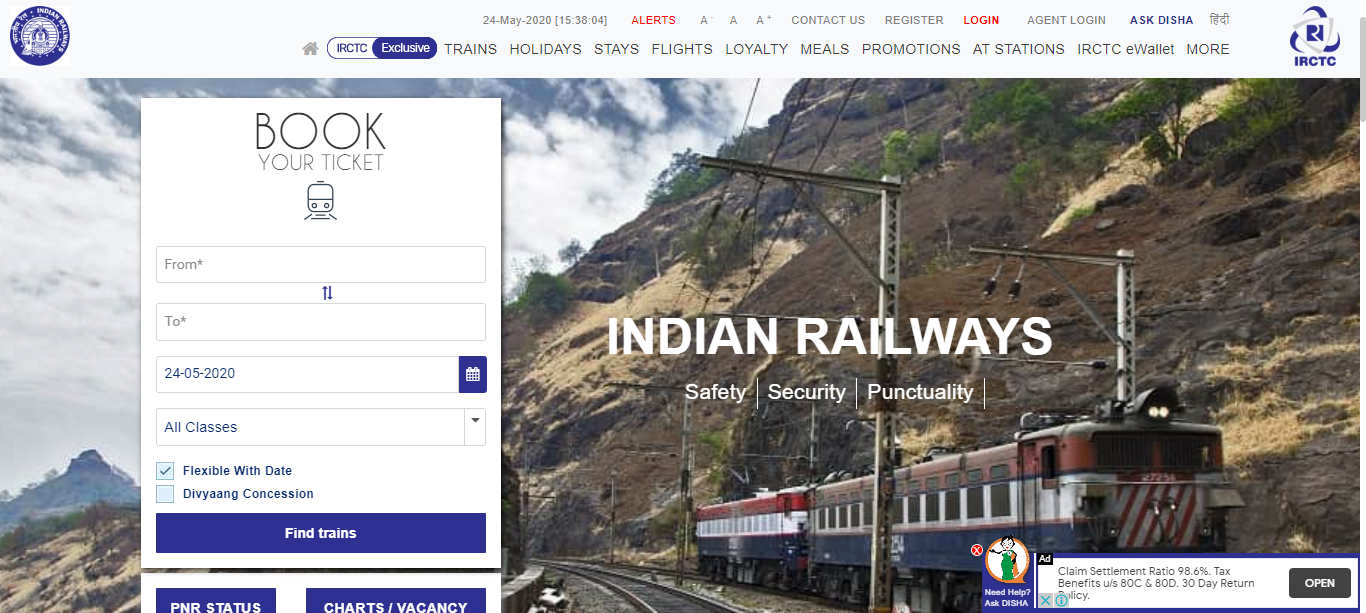 24-May-2020 [15:38:04] ALERTS A - A A + CONTACT US REGISTER LOGIN AGENT LOGIN ASK DISHA हिंदी
IRCTC Exclusive TRAINS HOLIDAYS STAYS FLIGHTS LOYALTY MEALS PROMOTIONS AT STATIONS IRCTC eWallet MORE
INDIAN RAILWAYS
भारतीय रेल
IRCTC
BOOK
YOUR TICKET
From*
To*
24-05-2020
All Classes
Flexible With Date
Divyaang Concession
Find trains
PNR STATUS
CHARTS / VACANCY
INDIAN RAILWAYS
Safety
Security
Punctuality
Need Help?
Ask DISHA
Ad
Claim Settlement Ratio 98.6%. Tax
Benefits u/s 80C & 80D. 30 Day Return
Policy.
OPEN